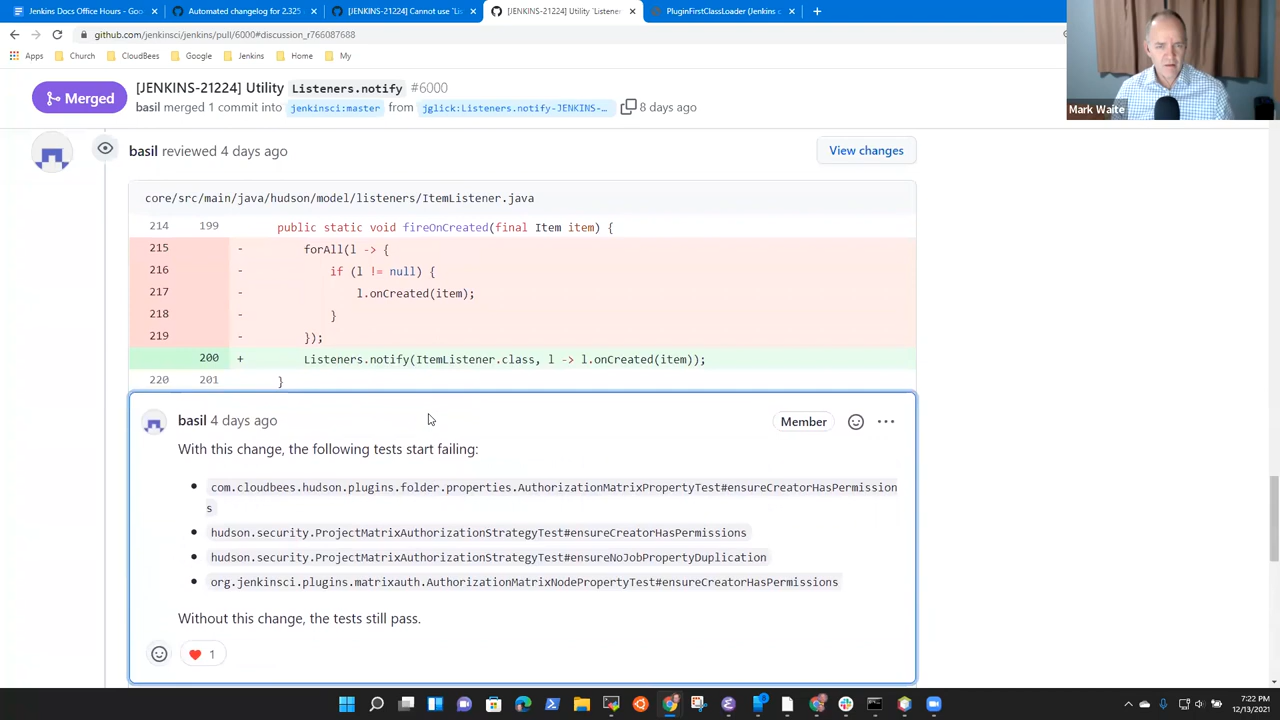 Jenkins Docs Office Hours - Goo
Automated changelog for 2.325
[JENKINS-21224] Cannot use `Lis
[JENKINS-21224] Utility `Listener
PluginFirstClassLoader (Jenkins c
github.com/jenkinsci/jenkins/pull/6000#discussion_r766087688
Apps
Church
CloudBees
Google
Jenkins
Home
My
Mark Waite
Merged
[JENKINS-21224] Utility Listeners.notify #6000
basil merged 1 commit into jenkinsci:master from jglick:Listeners.notify-JENKINS-… 8 days ago
basil reviewed 4 days ago
View changes
core/src/main/java/hudson/model/listeners/ItemListener.java
214 199 public static void fireOnCreated(final Item item) {
215 - forAll(l -> {
216 - if (l != null) {
217 - l.onCreated(item);
218 - }
219 - });
200 + Listeners.notify(ItemListener.class, l -> l.onCreated(item));
220 201 }
basil 4 days ago
Member
With this change, the following tests start failing:
com.cloudbees.hudson.plugins.folder.properties.AuthorizationMatrixPropertyTest#ensureCreatorHasPermission
s
hudson.security.ProjectMatrixAuthorizationStrategyTest#ensureCreatorHasPermissions
hudson.security.ProjectMatrixAuthorizationStrategyTest#ensureNoJobPropertyDuplication
org.jenkinsci.plugins.matrixauth.AuthorizationMatrixNodePropertyTest#ensureCreatorHasPermissions
Without this change, the tests still pass.
1
7:22 PM
12/13/2021